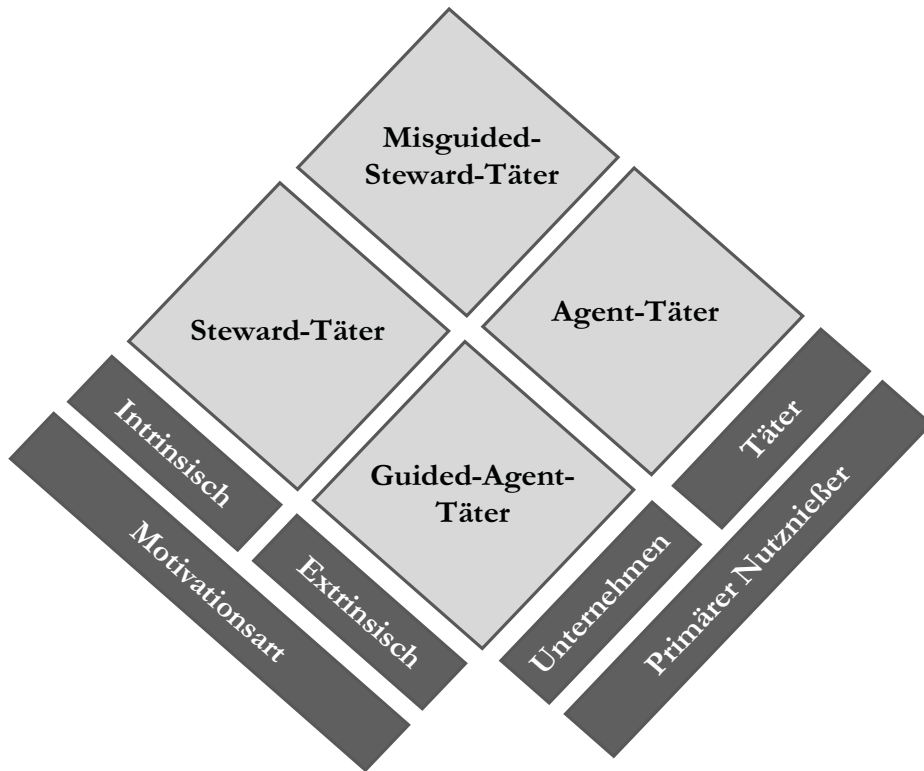 Misguided-
Steward-Täter
Steward-Täter
Agent-Täter
Guided-Agent-
Täter
Intrinsisch
Extrinsisch
Motivationsart
Unternehmen
Täter
Primärer Nutznießer